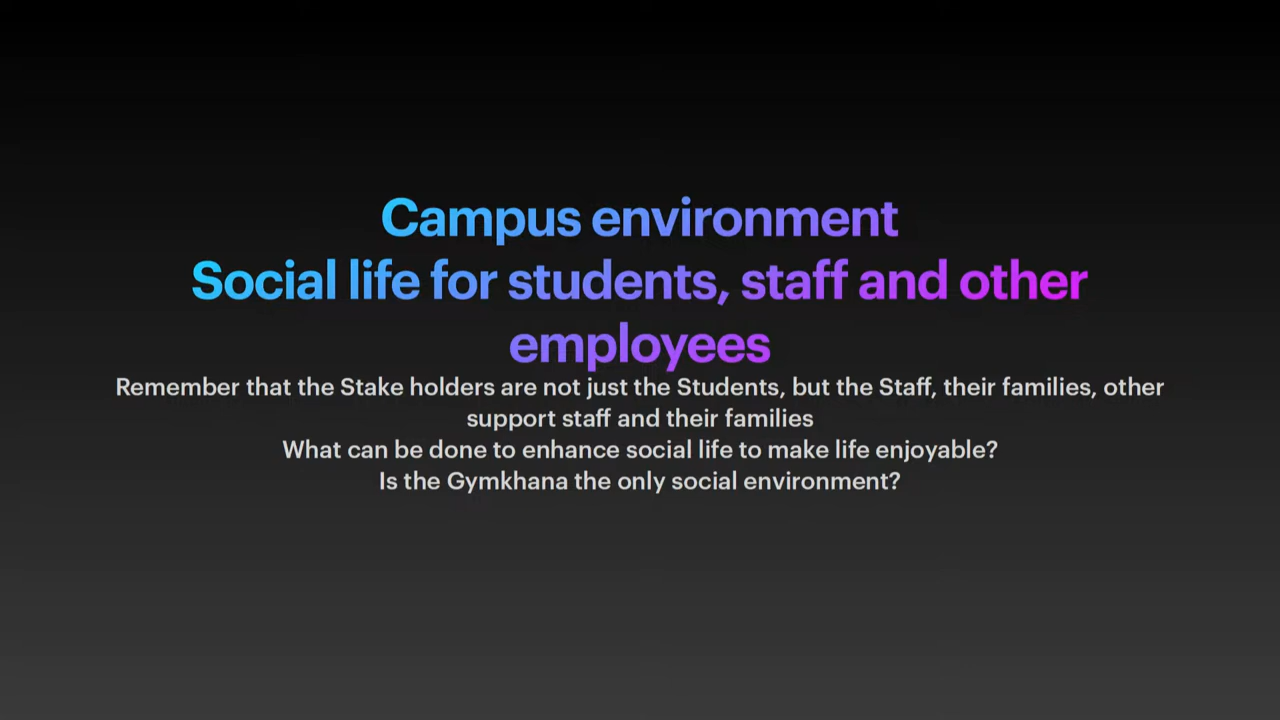 Campus environment
Social life for students, staff and other
employees
Remember that the Stake holders are not just the Students, but the Staff, their families, other
support staff and their families
What can be done to enhance social life to make life enjoyable?
Is the Gymkhana the only social environment?